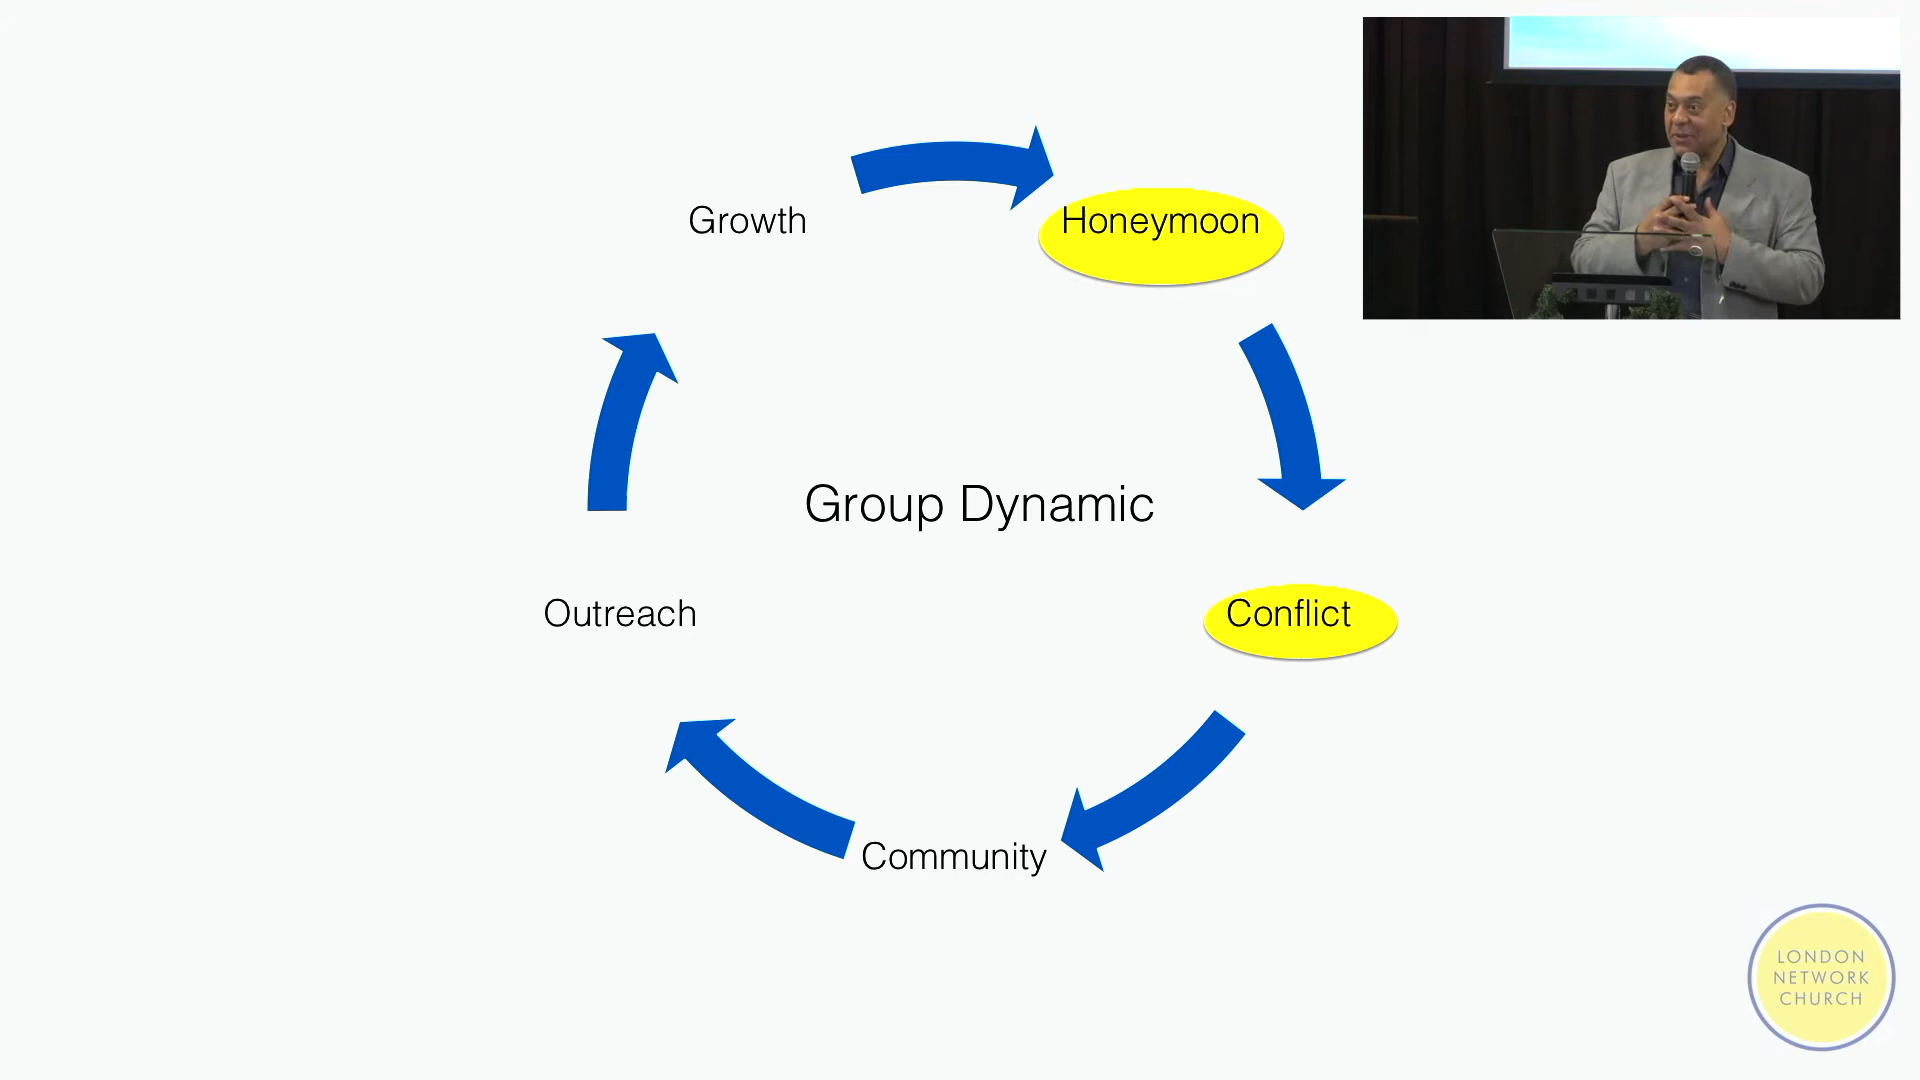 Growth
Honeymoon
Group Dynamic
Outreach
Conflict
Community
LONDON
NETWORK
CHURCH